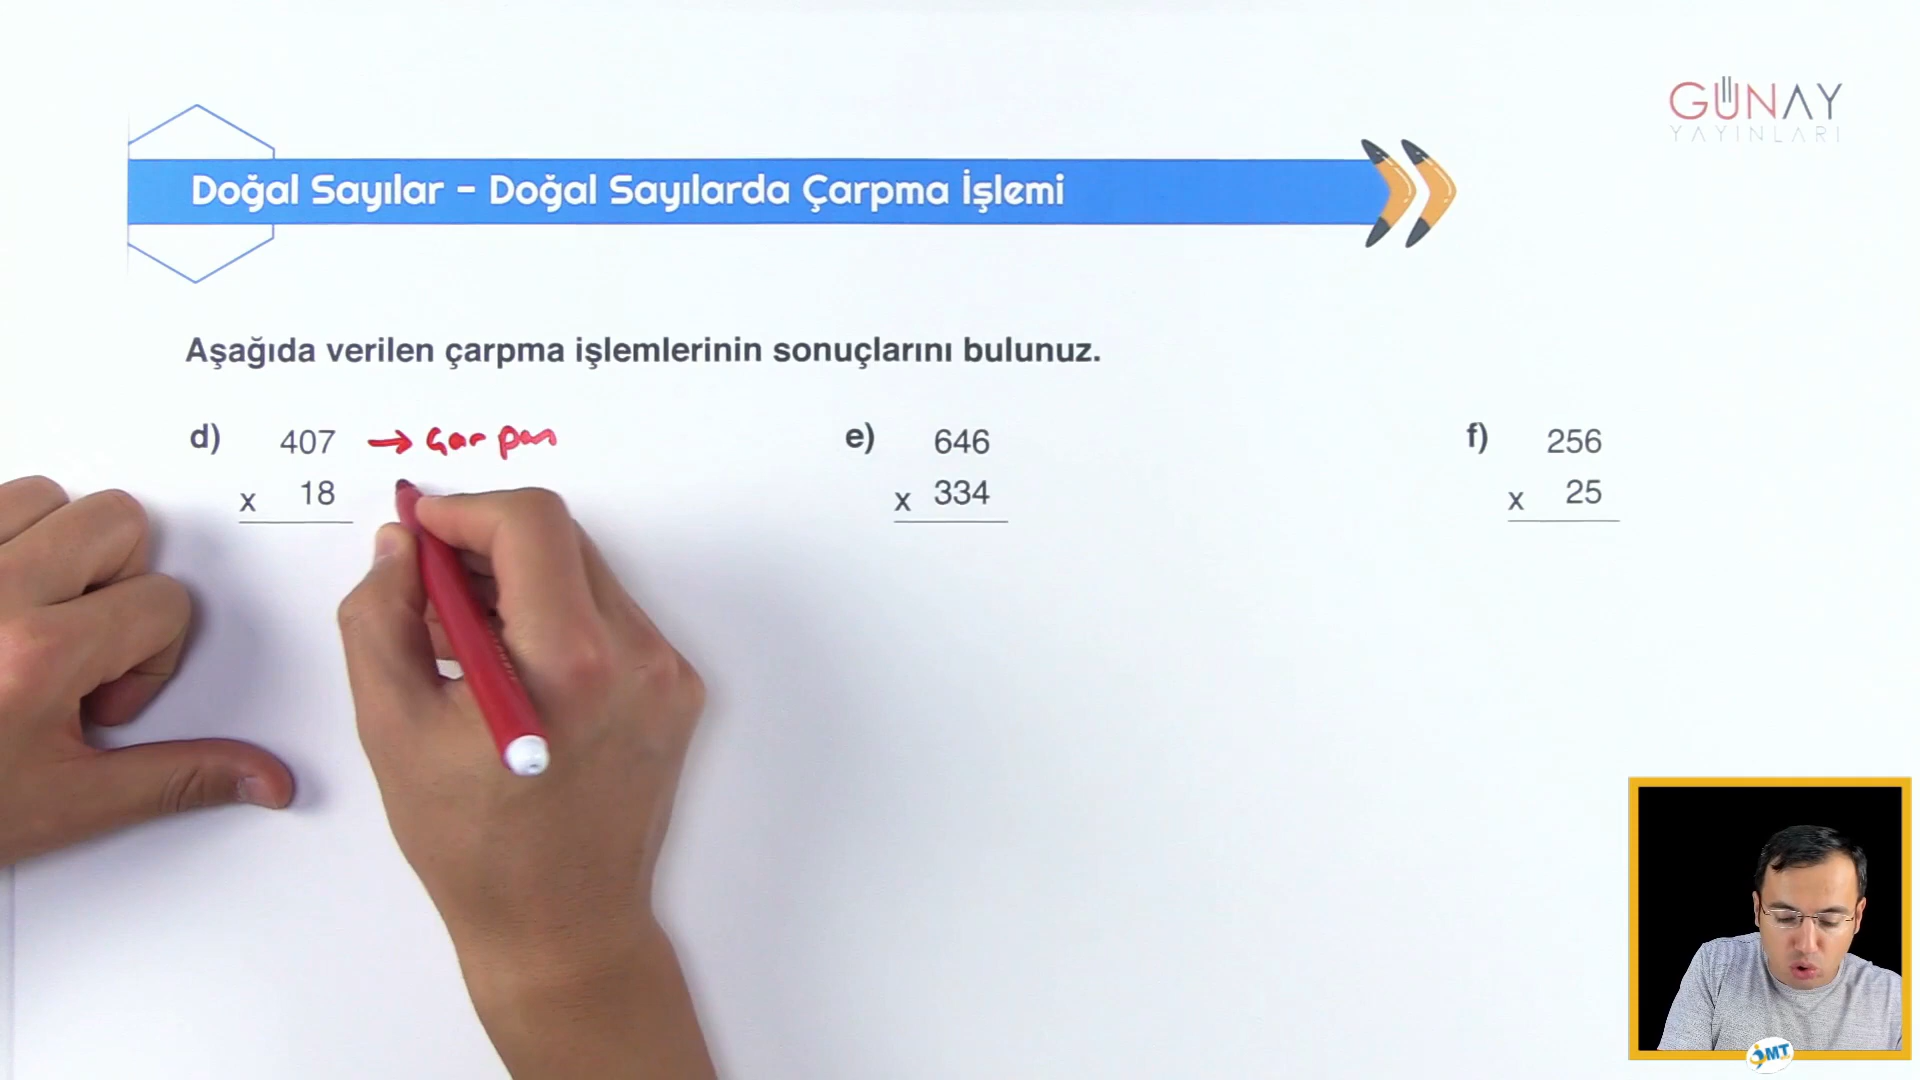 GÜNAY
YAYINLARI
Doğal Sayılar - Doğal Sayılarda Çarpma İşlemi
Aşağıda verilen çarpma işlemlerinin sonuçlarını bulunuz.
d) 407 → Çarpan
x 18
e) 646
x 334
f) 256
x 25
MT